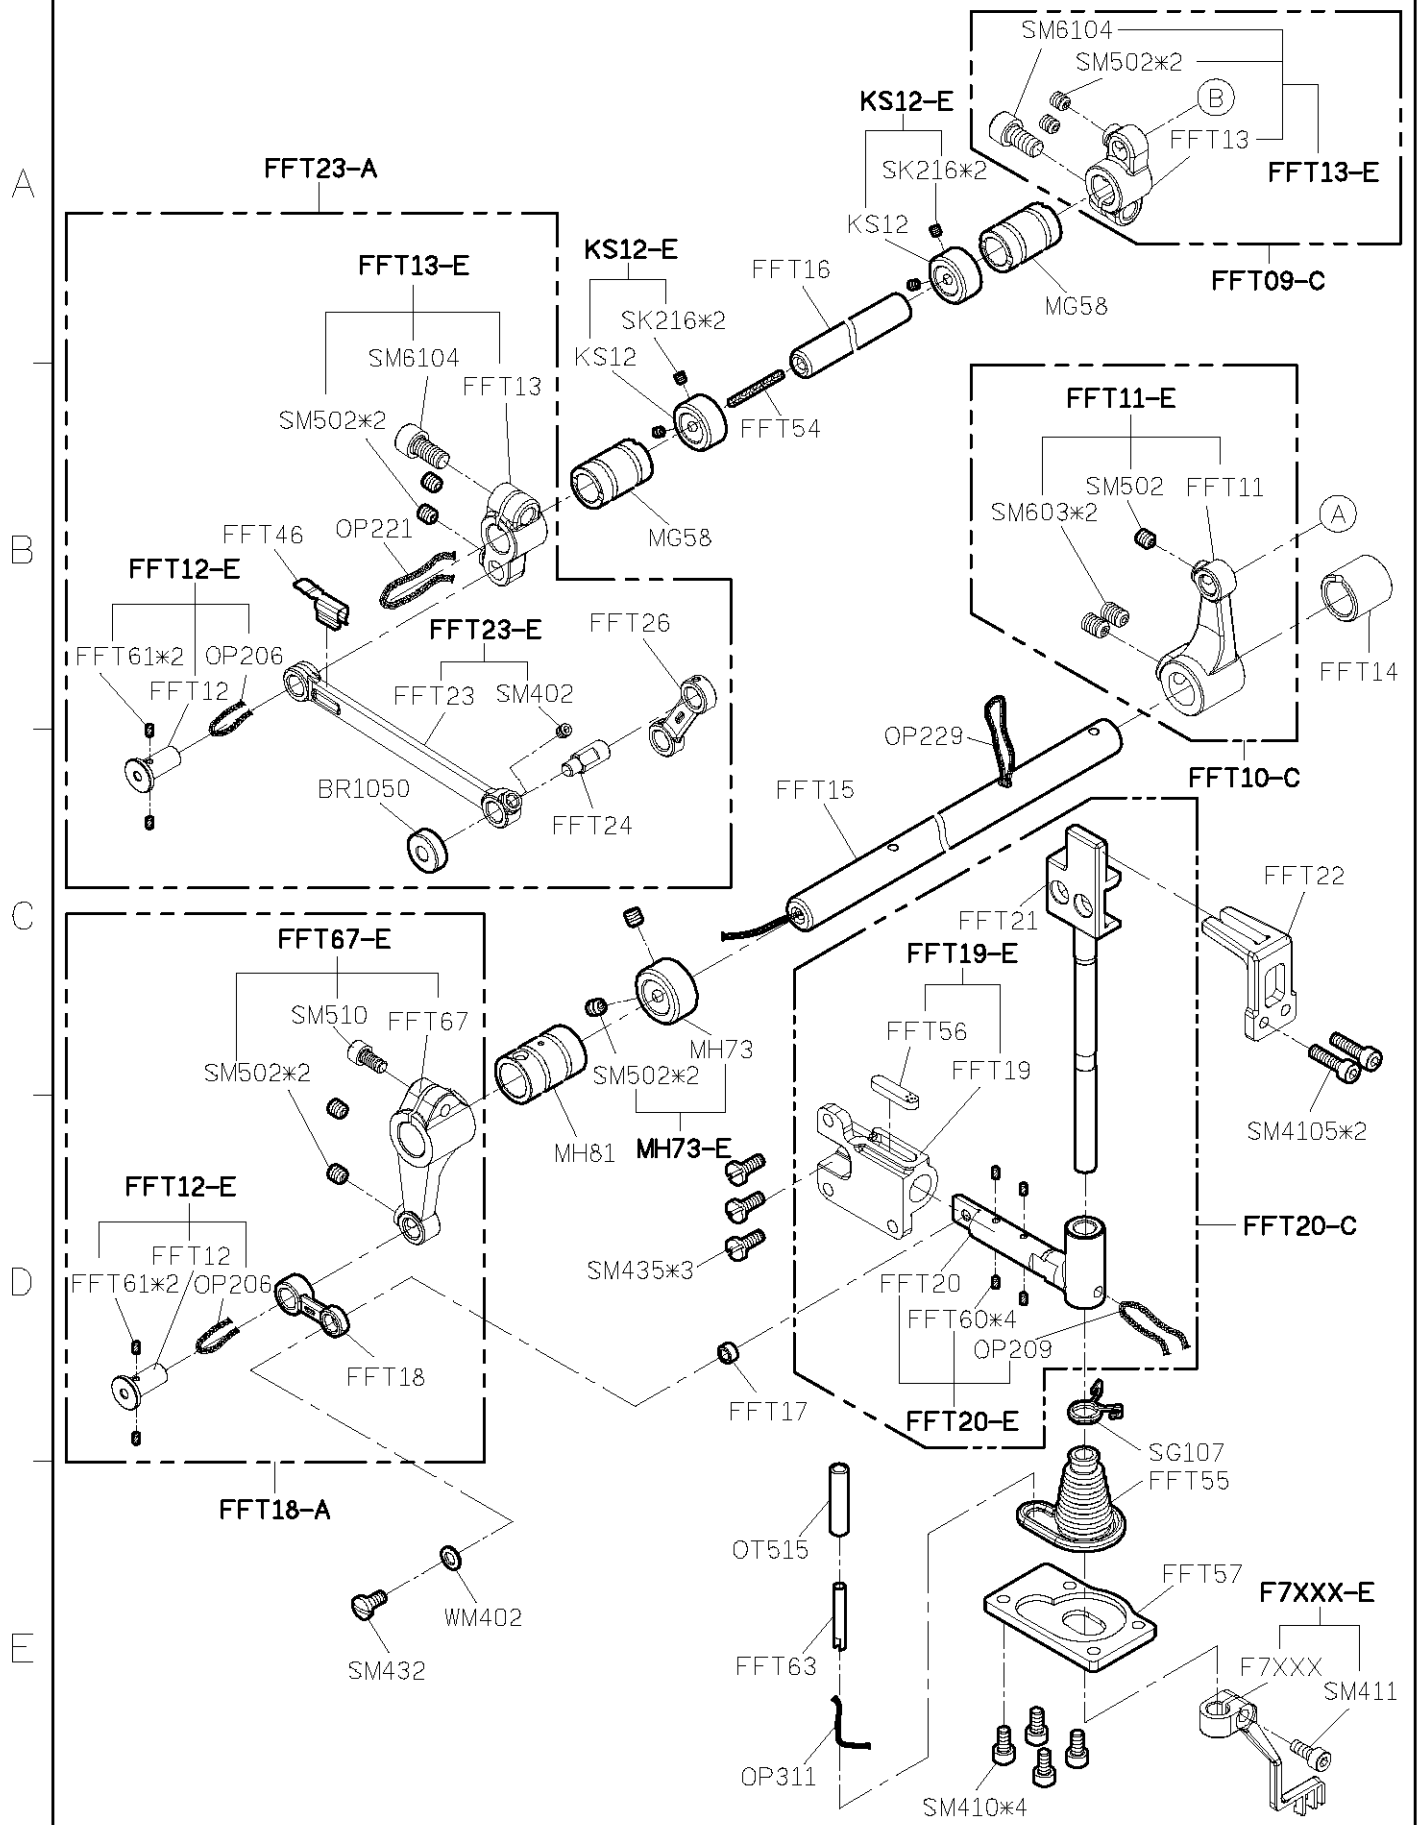 SM6104
SM502*2
B
KS12-E
FFT13
FFT13-E
SK216*2
FFT23-A
A
KS12
KS12-E
FFT13-E
FFT16
FFT09-C
MG58
SK216*2
SM6104
KS12
FFT13
FFT11-E
SM502*2
FFT54
SM502
FFT11
SM603*2
A
OP221
FFT46
MG58
B
FFT12-E
FFT23-E
FFT26
FFT61*2
OP206
FFT12
FFT23
SM402
FFT14
OP229
FFT10-C
BR1050
FFT15
FFT24
FFT22
C
FFT21
FFT67-E
FFT19-E
SM510
FFT67
FFT56
MH73
SM502*2
SM502*2
FFT19
SM4105*2
MH81
MH73-E
FFT12-E
FFT20-C
FFT12
SM435*3
D
FFT61*2
OP206
FFT20
FFT60*4
OP209
FFT18
FFT17
FFT20-E
SG107
FFT55
FFT18-A
OT515
FFT57
F7XXX-E
WM402
E
SM432
FFT63
F7XXX
SM411
OP311
SM410*4